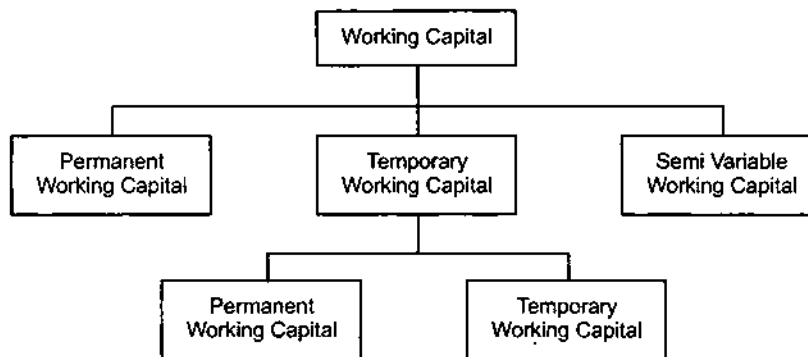 Working Capital
Permanent
Working Capital
Temporary
Working Capital
Semi Variable
Working Capital
Permanent
Working Capital
Temporary
Working Capital